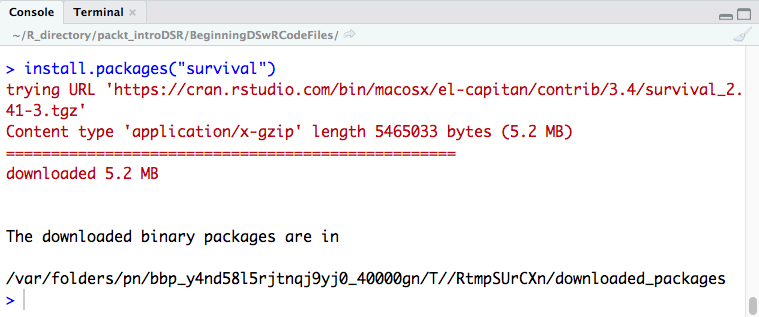 Console Terminal ×
~/R_directory/packt_introDSR/BeginningDSwRCodeFiles/
> install.packages("survival")
trying URL 'https://cran.rstudio.com/bin/macosx/el-capitan/contrib/3.4/survival_2.
41-3.tgz'
Content type 'application/x-gzip' length 5465033 bytes (5.2 MB)
==================================================
downloaded 5.2 MB
The downloaded binary packages are in
/var/folders/pn/bbp_y4nd58l5rjtnqj9yj0_40000gn/T//RtmpSUrCXn/downloaded_packages
>